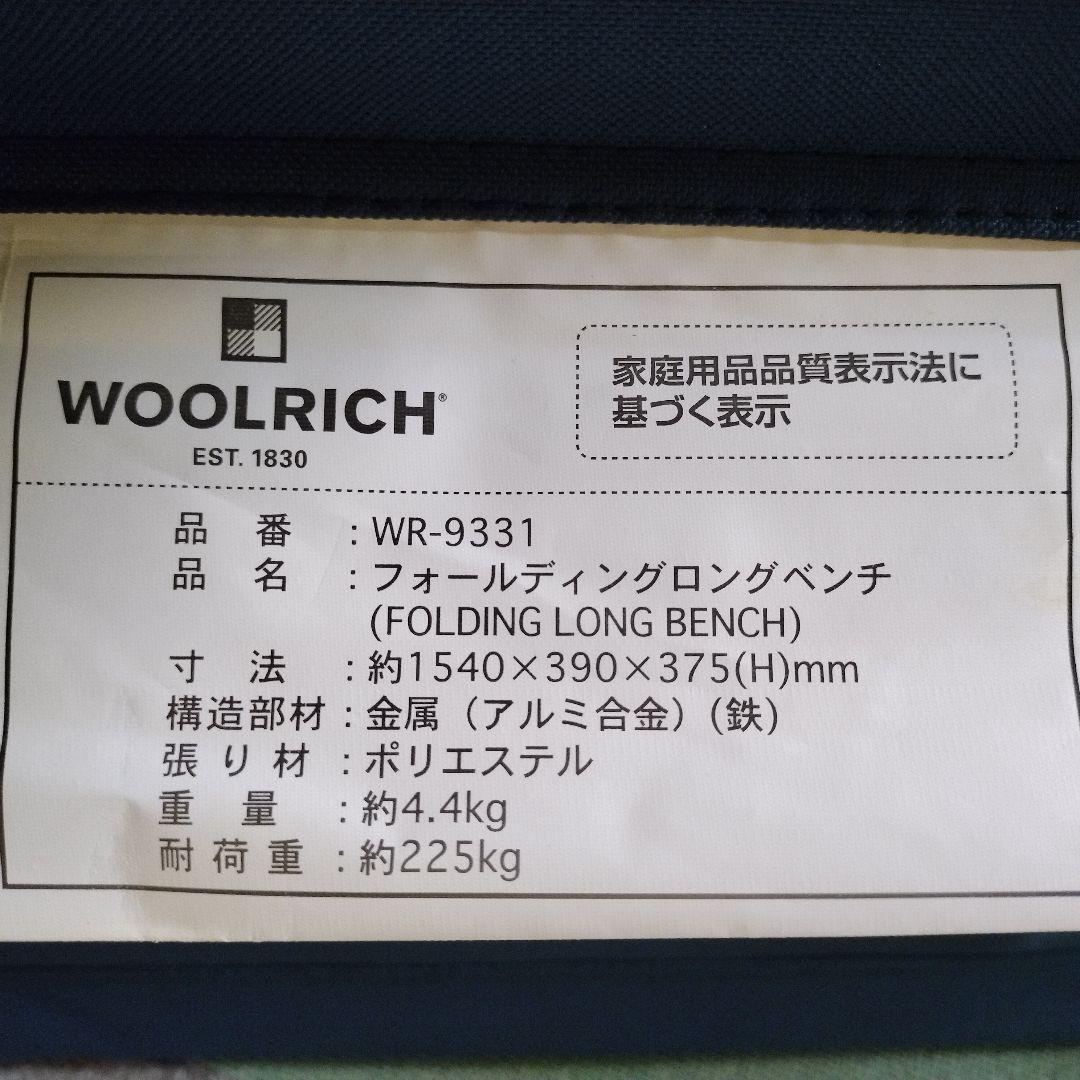 WOOLRICH®
EST. 1830
家庭用品品質表示法に
基づく表示
品 番 : WR-9331
品 名 : フォールディングロングベンチ
(FOLDING LONG BENCH)
寸 法 : 約1540×390×375(H)mm
構造部材 : 金属（アルミ合金）(鉄)
張り材 : ポリエステル
重 量 : 約4.4kg
耐荷重 : 約225kg